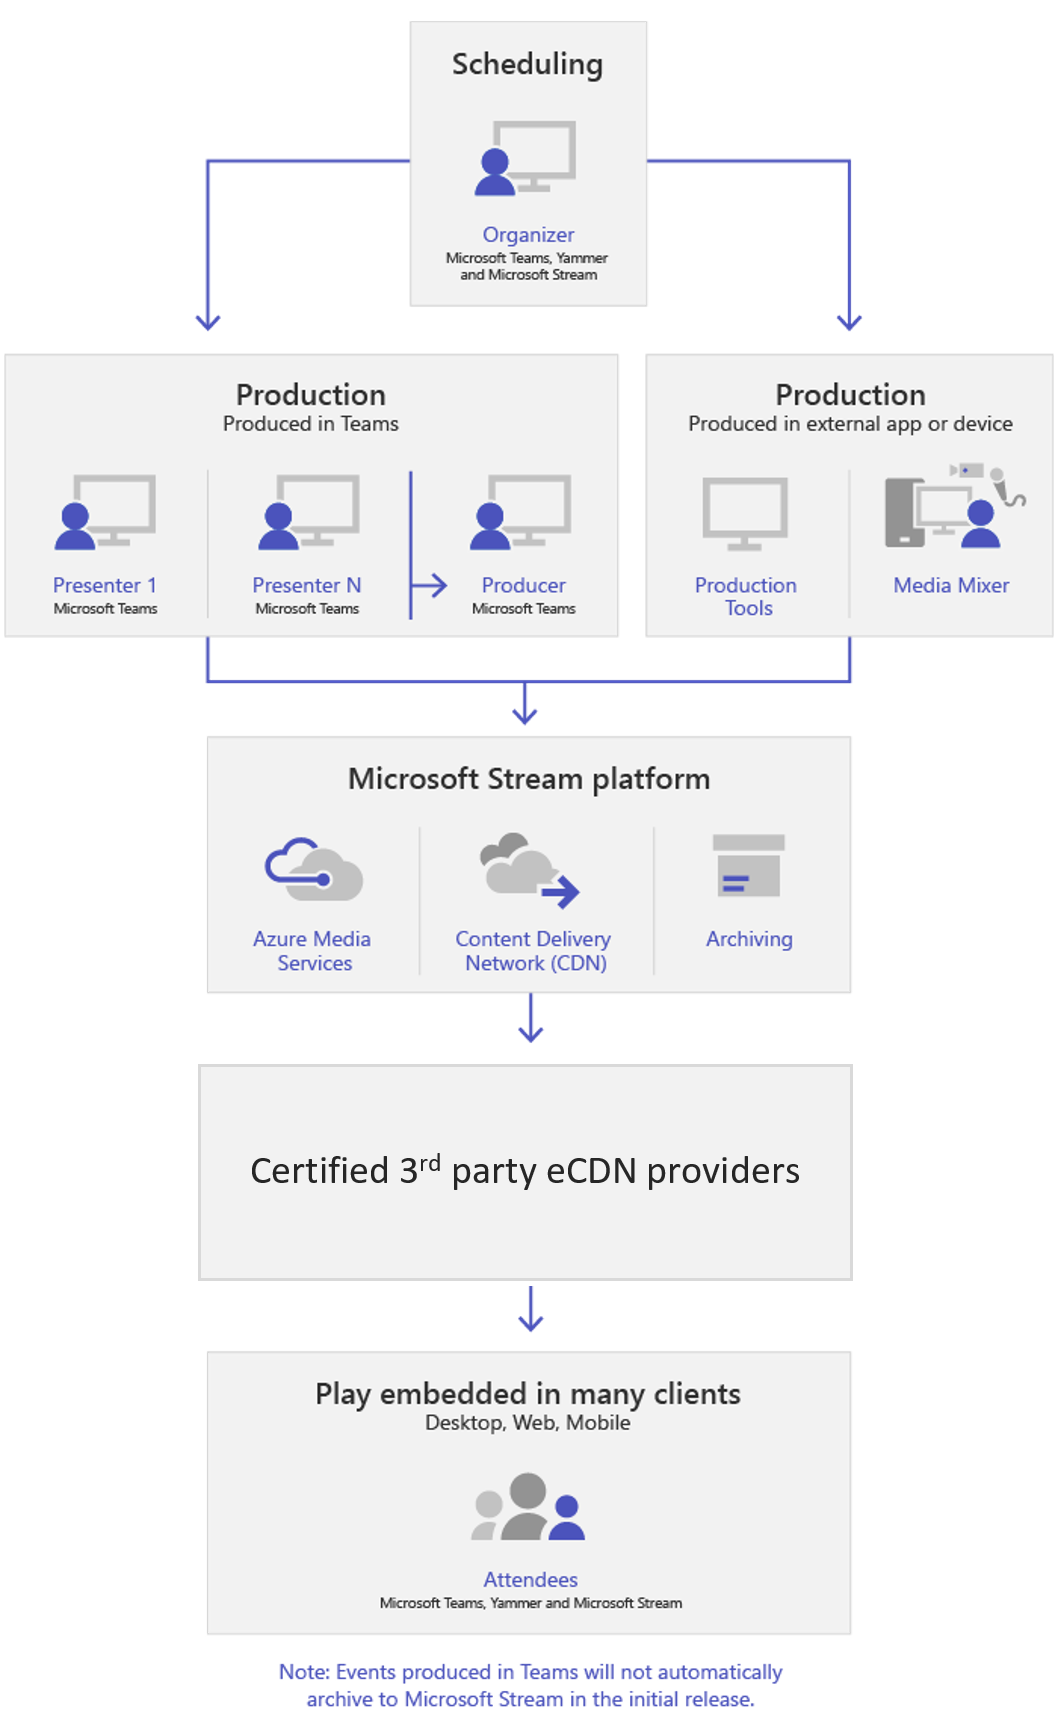 Scheduling
Organizer
Microsoft Teams, Yammer
and Microsoft Stream
Production
Produced in Teams
Presenter 1
Microsoft Teams
Presenter N
Microsoft Teams
Producer
Microsoft Teams
Production
Produced in external app or device
Production
Tools
Media Mixer
Microsoft Stream platform
Azure Media
Services
Content Delivery
Network (CDN)
Archiving
Certified 3rd party eCDN providers
Play embedded in many clients
Desktop, Web, Mobile
Attendees
Microsoft Teams, Yammer and Microsoft Stream
Note: Events produced in Teams will not automatically
archive to Microsoft Stream in the initial release.